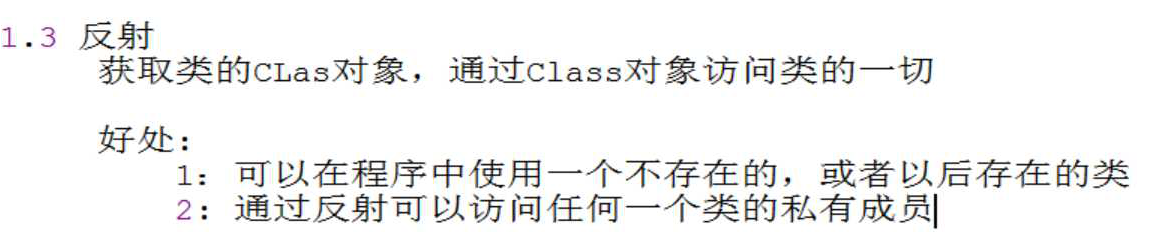 1.3 反射
获取类的CLas对象，通过Class对象访问类的一切
好处：
1：可以在程序中使用一个不存在的，或者以后存在的类
2：通过反射可以访问任何一个类的私有成员